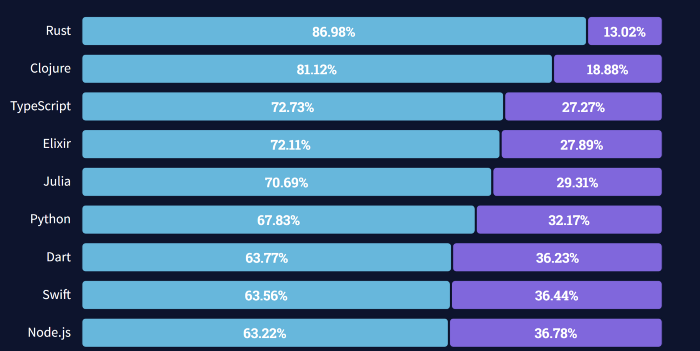 Rust 86.98% 13.02%
Clojure 81.12% 18.88%
TypeScript 72.73% 27.27%
Elixir 72.11% 27.89%
Julia 70.69% 29.31%
Python 67.83% 32.17%
Dart 63.77% 36.23%
Swift 63.56% 36.44%
Node.js 63.22% 36.78%